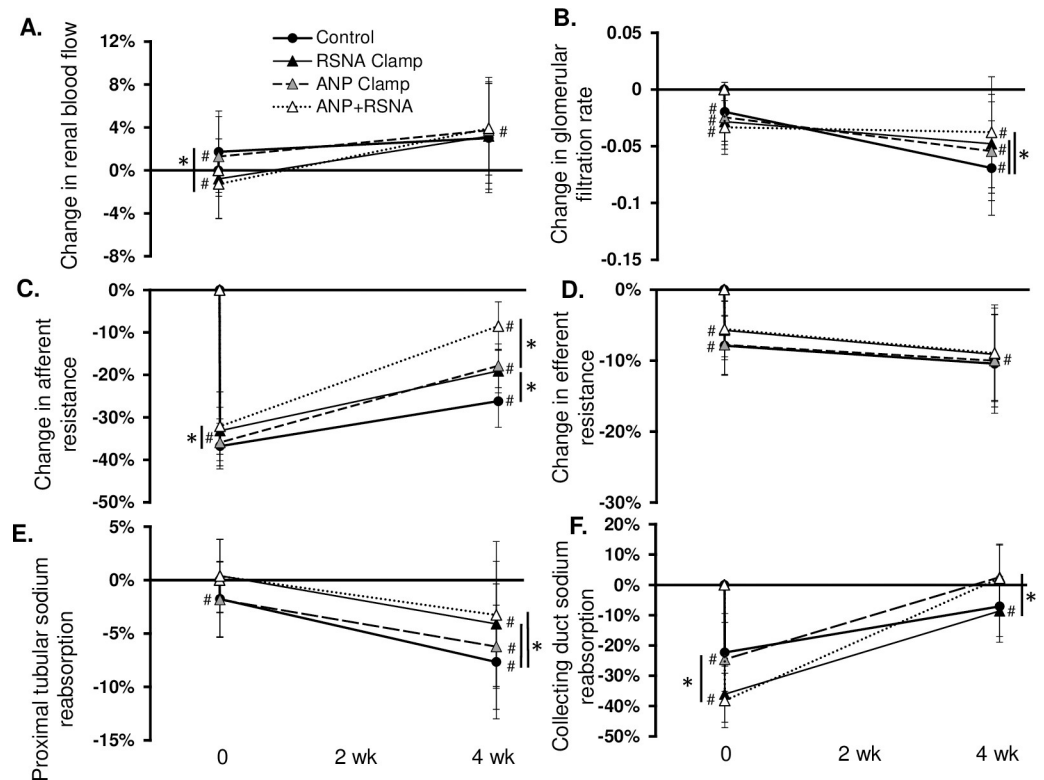 A.
Change in renal blood flow
12%
8%
4%
0%
-4%
-8%
Control
RSNA Clamp
ANP Clamp
ANP+RSNA
*
#
#
#
B.
Change in glomerular
filtration rate
0.05
0
-0.05
-0.1
-0.15
#
#
#
#
#
#
*
C.
Change in afferent
resistance
0%
-10%
-20%
-30%
-40%
-50%
*
#
#
#
#
*
*
D.
Change in efferent
resistance
0%
-10%
-20%
-30%
#
#
#
E.
Proximal tubular sodium
reabsorption
5%
0%
-5%
-10%
-15%
#
#
#
#
*
0
2 wk
4 wk
F.
Collecting duct sodium
reabsorption
20%
10%
0%
-10%
-20%
-30%
-40%
-50%
*
#
#
#
*
0
2 wk
4 wk